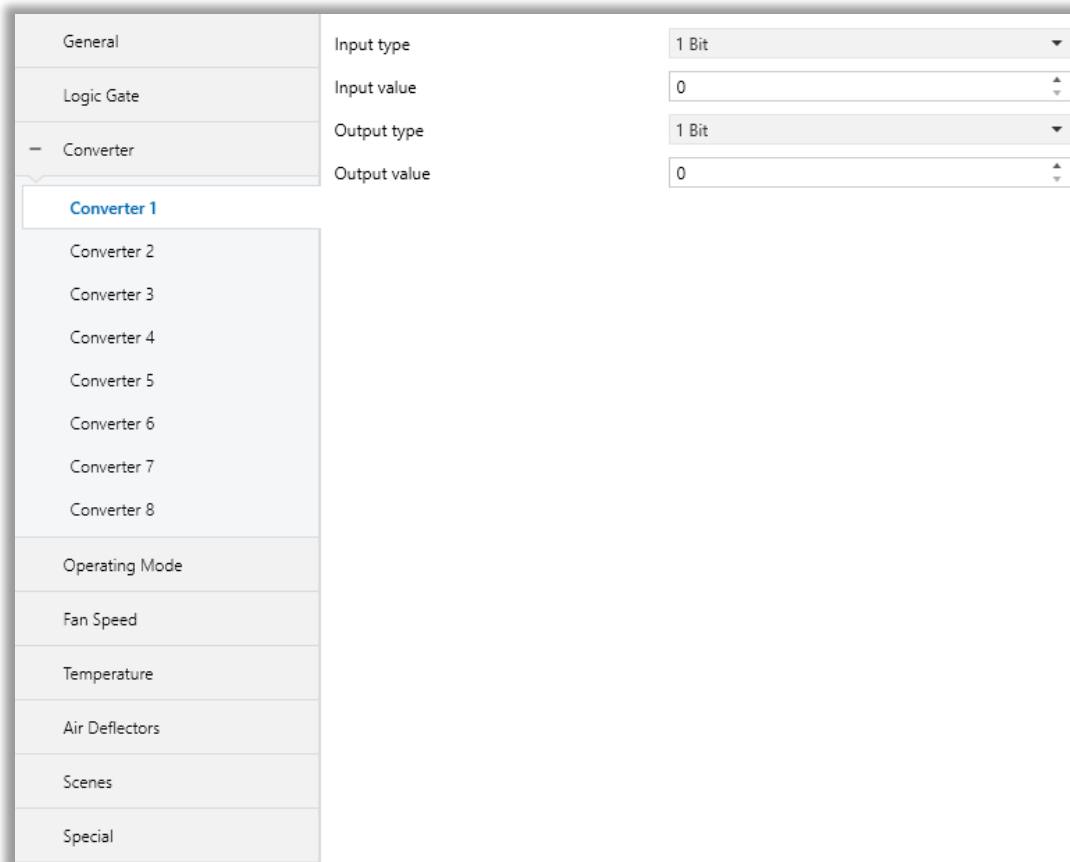 General
Logic Gate
− Converter
Converter 1
Converter 2
Converter 3
Converter 4
Converter 5
Converter 6
Converter 7
Converter 8
Operating Mode
Fan Speed
Temperature
Air Deflectors
Scenes
Special
Input type 1 Bit
Input value 0
Output type 1 Bit
Output value 0